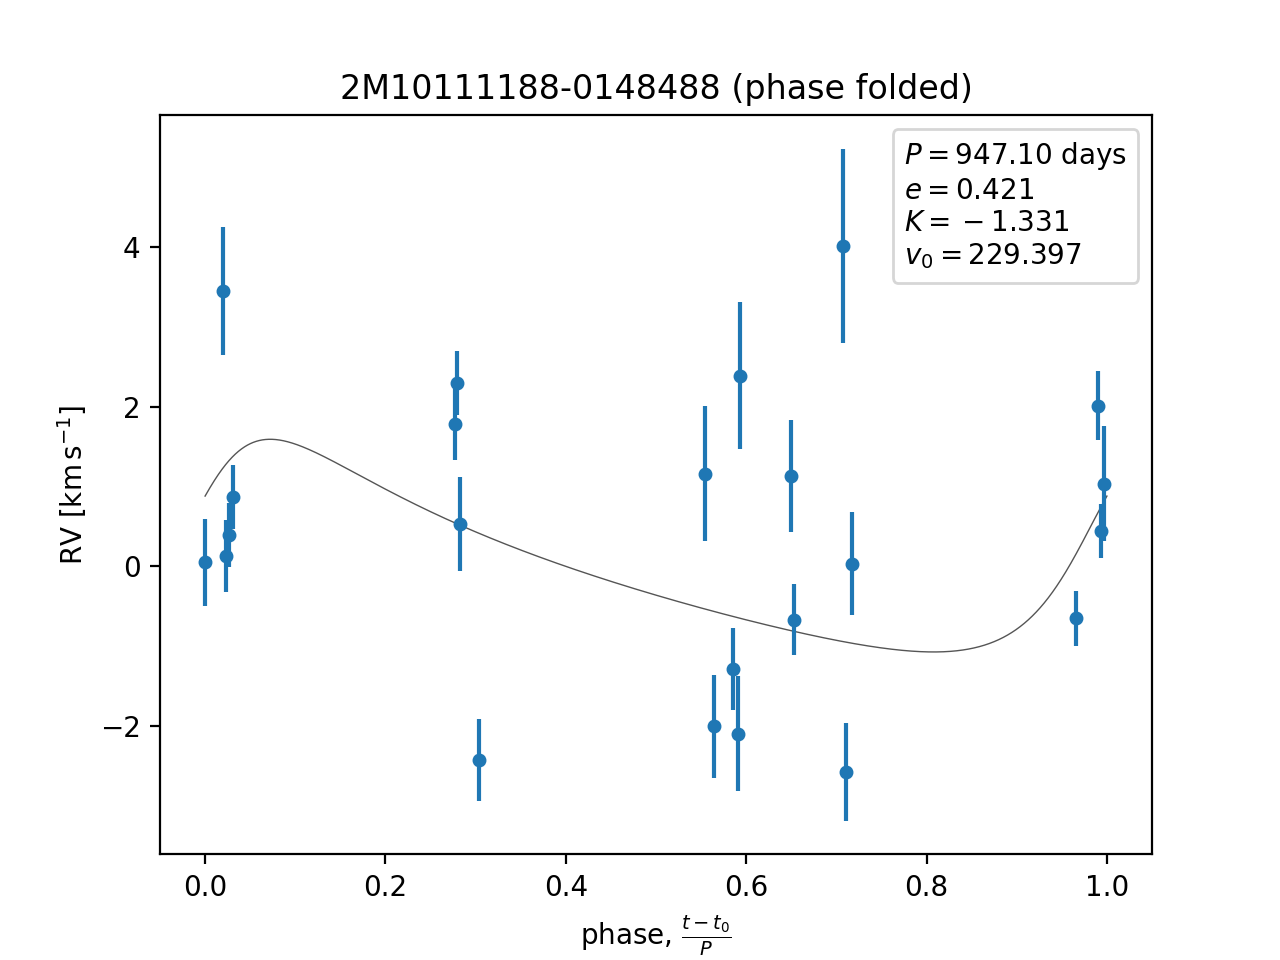 2M10111188-0148488 (phase folded)
P = 947.10 days
e = 0.421
K = −1.331
v₀ = 229.397
RV [km s⁻¹]
4
2
0
−2
0.0 0.2 0.4 0.6 0.8 1.0
phase, (t − t₀)/P